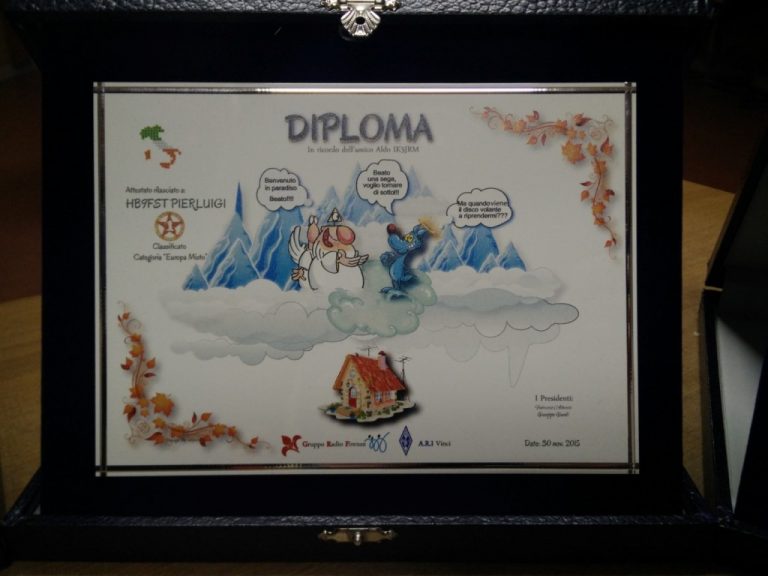 DIPLOMA
In ricordo dell'amico Aldo IK5JRM
Attestato rilasciato a:
HB9FST PIERLUIGI
Classificato
Categoria "Europa Misto"
Benvenuto
in paradiso
Beato!!!!
Beato
una sega,
voglio tornare
di sotto!!!
Ma quando viene
il disco volante
a riprendermi???
I Presidenti:
Gruppo Radio Firenze
A.R.I Vinci
Date: 30 nov. 2015